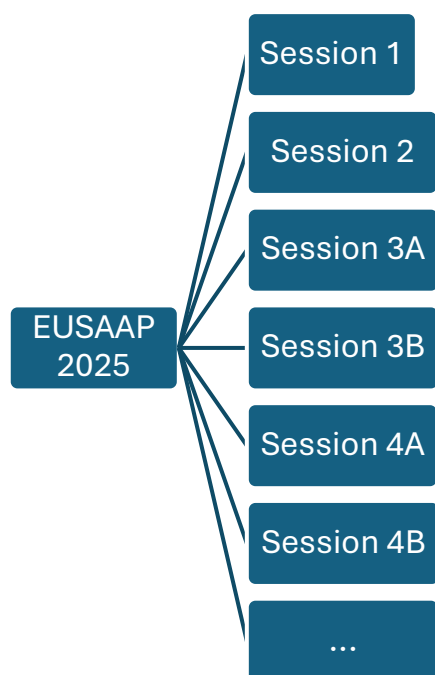 Session 1
Session 2
Session 3A
EUSAAP
2025
Session 3B
Session 4A
Session 4B
...